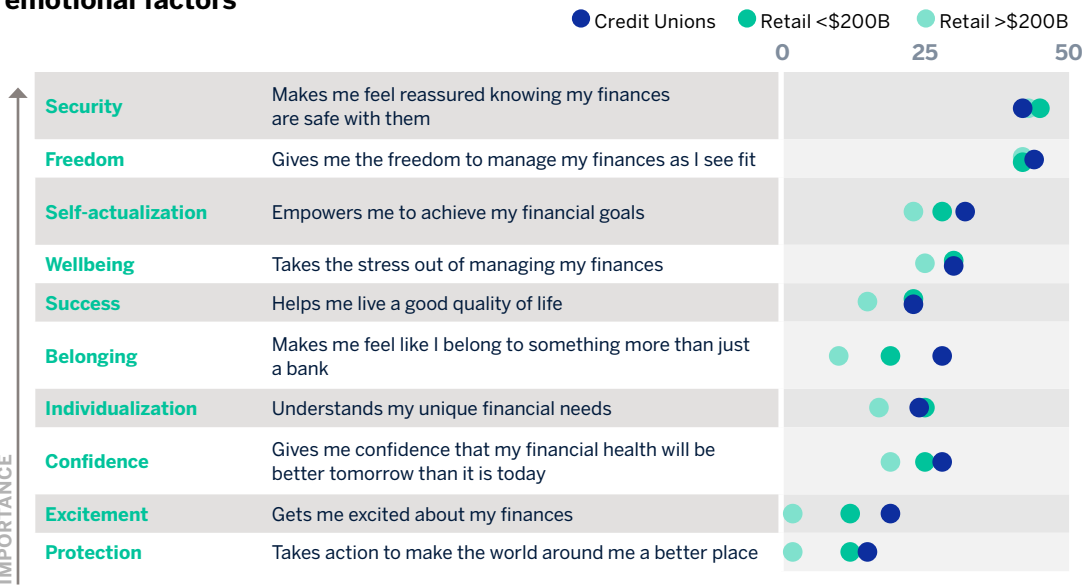 emotional factors
Credit Unions Retail <$200B Retail >$200B
0 25 50
Security
Makes me feel reassured knowing my finances
are safe with them
Freedom
Gives me the freedom to manage my finances as I see fit
Self-actualization
Empowers me to achieve my financial goals
Wellbeing
Takes the stress out of managing my finances
Success
Helps me live a good quality of life
Belonging
Makes me feel like I belong to something more than just
a bank
Individualization
Understands my unique financial needs
Confidence
Gives me confidence that my financial health will be
better tomorrow than it is today
Excitement
Gets me excited about my finances
Protection
Takes action to make the world around me a better place
IMPORTANCE